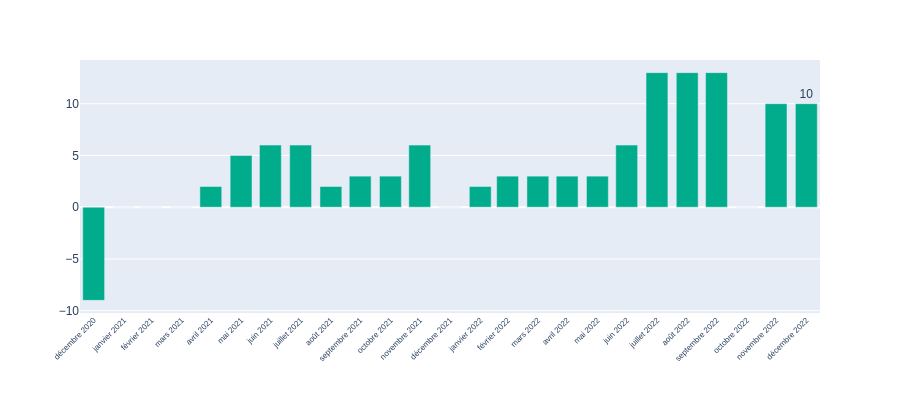 10
10
5
0
−5
−10
décembre 2020
janvier 2021
février 2021
mars 2021
avril 2021
mai 2021
juin 2021
juillet 2021
août 2021
septembre 2021
octobre 2021
novembre 2021
décembre 2021
janvier 2022
février 2022
mars 2022
avril 2022
mai 2022
juin 2022
juillet 2022
août 2022
septembre 2022
octobre 2022
novembre 2022
décembre 2022